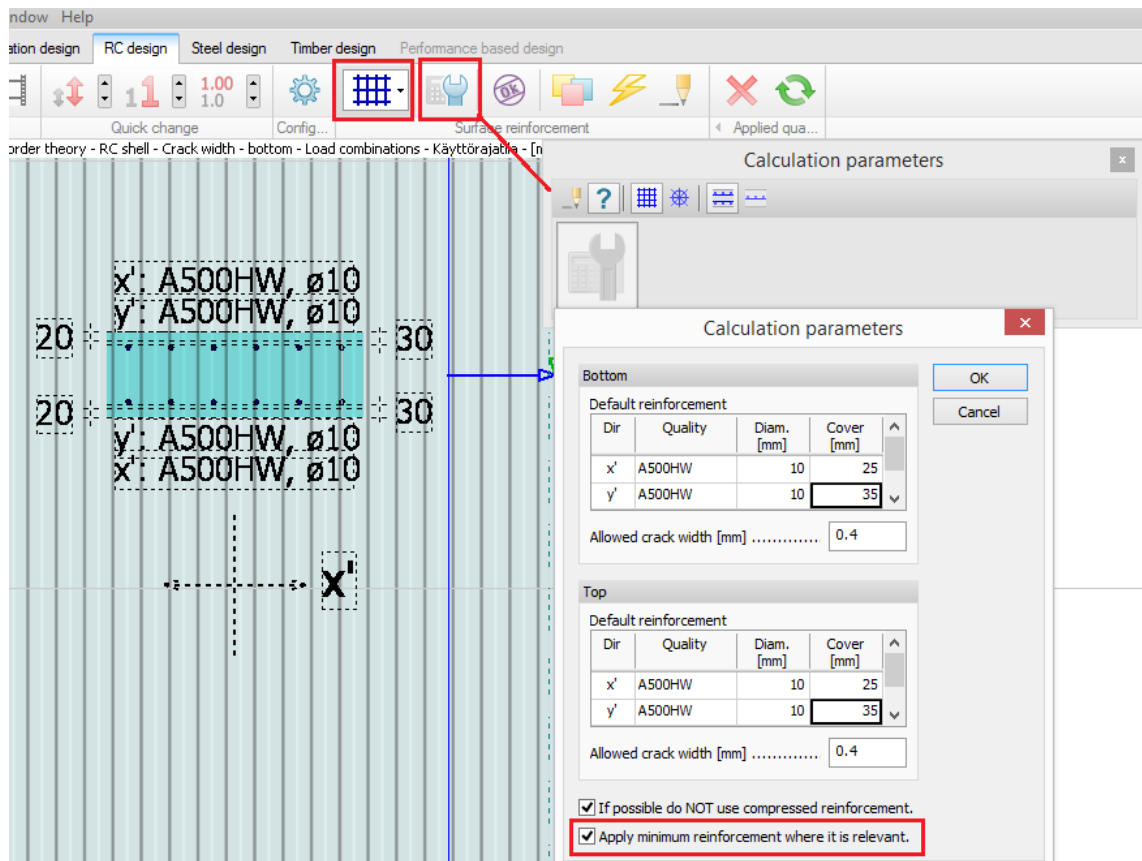 ndow Help
ation design RC design Steel design Timber design Performance based design
1 1 1.00
1.0
OK
Quick change Config... Surface reinforcement Applied qua...
order theory - RC shell - Crack width - bottom - Load combinations - Käyttörajatila - [n
Calculation parameters
x
?
x': A500HW, ø10
y': A500HW, ø10
20 30
20 30
y': A500HW, ø10
x': A500HW, ø10
x'
Calculation parameters
Bottom
OK
Default reinforcement
Cancel
Dir Quality Diam. [mm] Cover [mm]
x' A500HW 10 25
y' A500HW 10 35
Allowed crack width [mm] ............. 0.4
Top
Default reinforcement
Dir Quality Diam. [mm] Cover [mm]
x' A500HW 10 25
y' A500HW 10 35
Allowed crack width [mm] ............. 0.4
If possible do NOT use compressed reinforcement.
Apply minimum reinforcement where it is relevant.